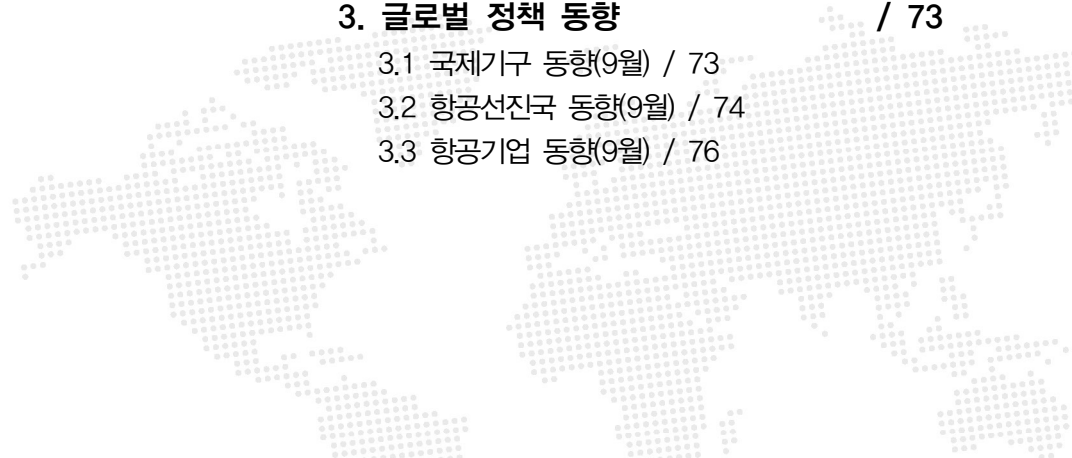 3. 글로벌 정책 동향 / 73
3.1 국제기구 동향(9월) / 73
3.2 항공선진국 동향(9월) / 74
3.3 항공기업 동향(9월) / 76